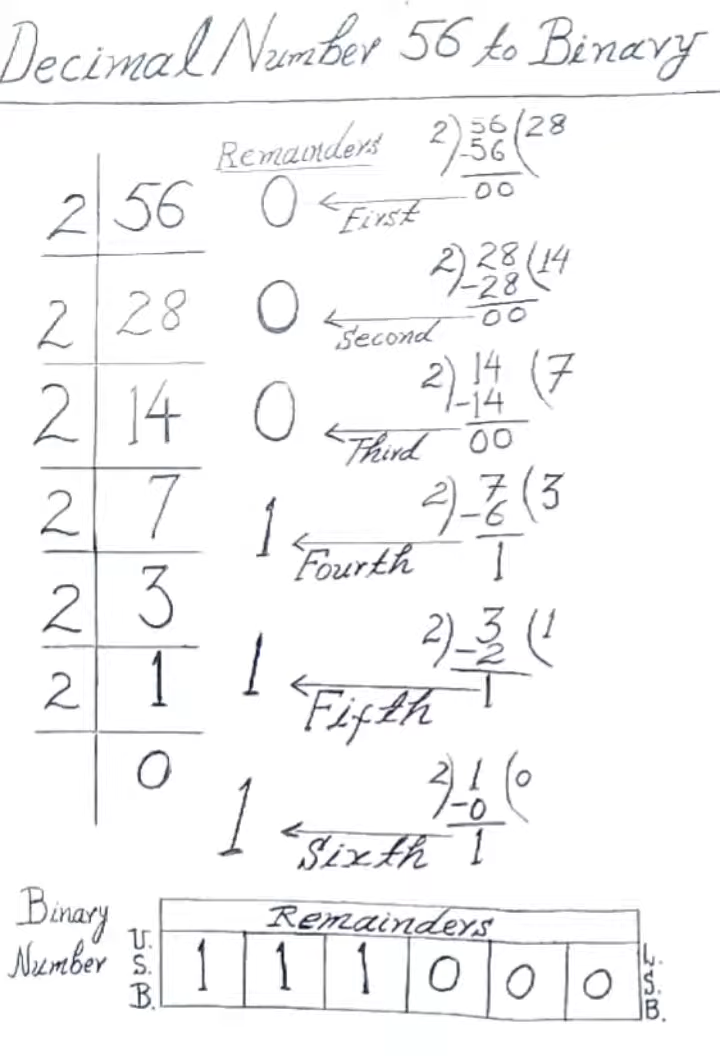 Decimal Number 56 to Binary
Remainders
2) 56 (28
-56
00
2 | 56 0 ← First
2) 28 (14
-28
00
2 | 28 0 ← Second
2) 14 (7
-14
00
2 | 14 0 ← Third
2) 7 (3
-6
1
2 | 7 1 ← Fourth
2) 3 (1
-2
1
2 | 3
2 | 1 1 ← Fifth
0
2) 1 (0
-0
1
1 ← Sixth
Binary Number
Remainders
U.S.B. 1 1 1 0 0 0 L.S.B.